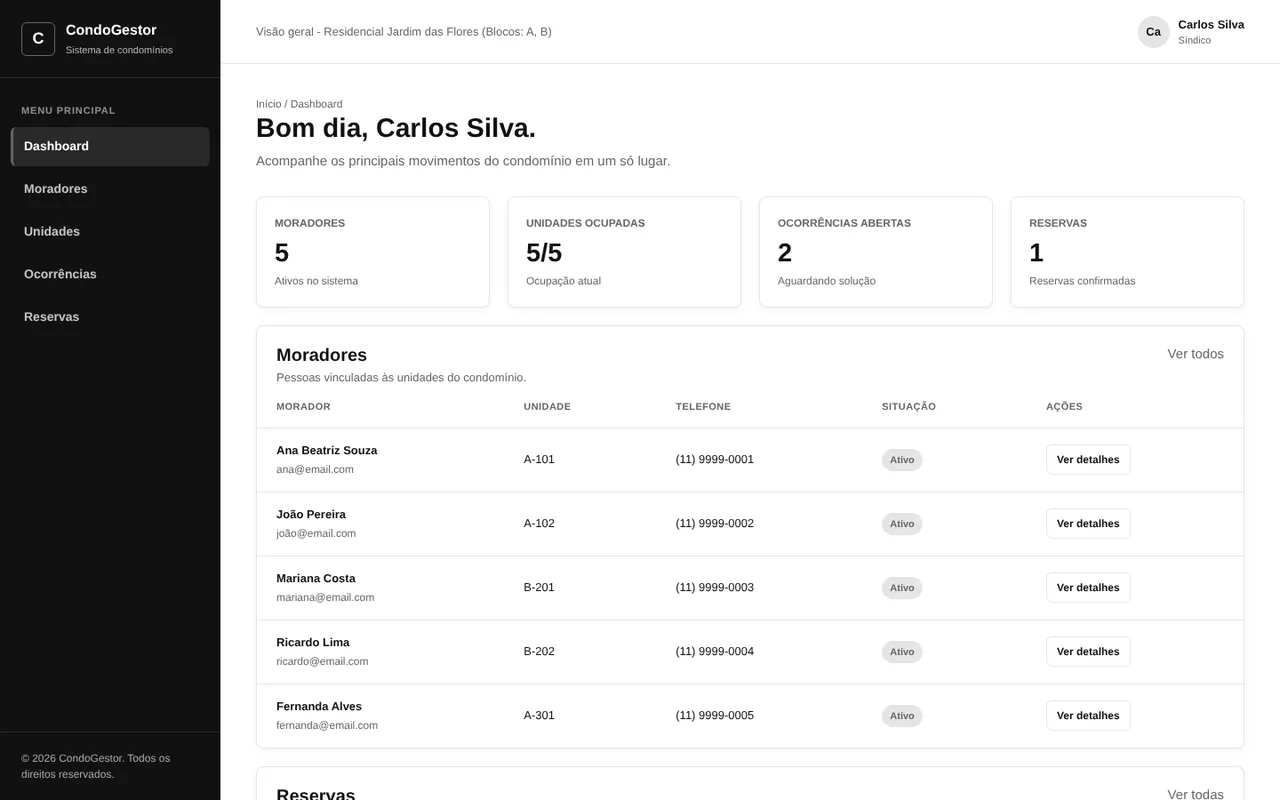 C
CondoGestor
Sistema de condomínios
MENU PRINCIPAL
Dashboard
Moradores
Unidades
Ocorrências
Reservas
© 2026 CondoGestor. Todos os
direitos reservados.
Visão geral - Residencial Jardim das Flores (Blocos: A, B)
Ca
Carlos Silva
Síndico
Início / Dashboard
Bom dia, Carlos Silva.
Acompanhe os principais movimentos do condomínio em um só lugar.
MORADORES
5
Ativos no sistema
UNIDADES OCUPADAS
5/5
Ocupação atual
OCORRÊNCIAS ABERTAS
2
Aguardando solução
RESERVAS
1
Reservas confirmadas
Moradores
Ver todos
Pessoas vinculadas às unidades do condomínio.
MORADOR UNIDADE TELEFONE SITUAÇÃO AÇÕES
Ana Beatriz Souza
ana@email.com
A-101 (11) 9999-0001 Ativo Ver detalhes
João Pereira
joão@email.com
A-102 (11) 9999-0002 Ativo Ver detalhes
Mariana Costa
mariana@email.com
B-201 (11) 9999-0003 Ativo Ver detalhes
Ricardo Lima
ricardo@email.com
B-202 (11) 9999-0004 Ativo Ver detalhes
Fernanda Alves
fernanda@email.com
A-301 (11) 9999-0005 Ativo Ver detalhes
Reservas
Ver todas